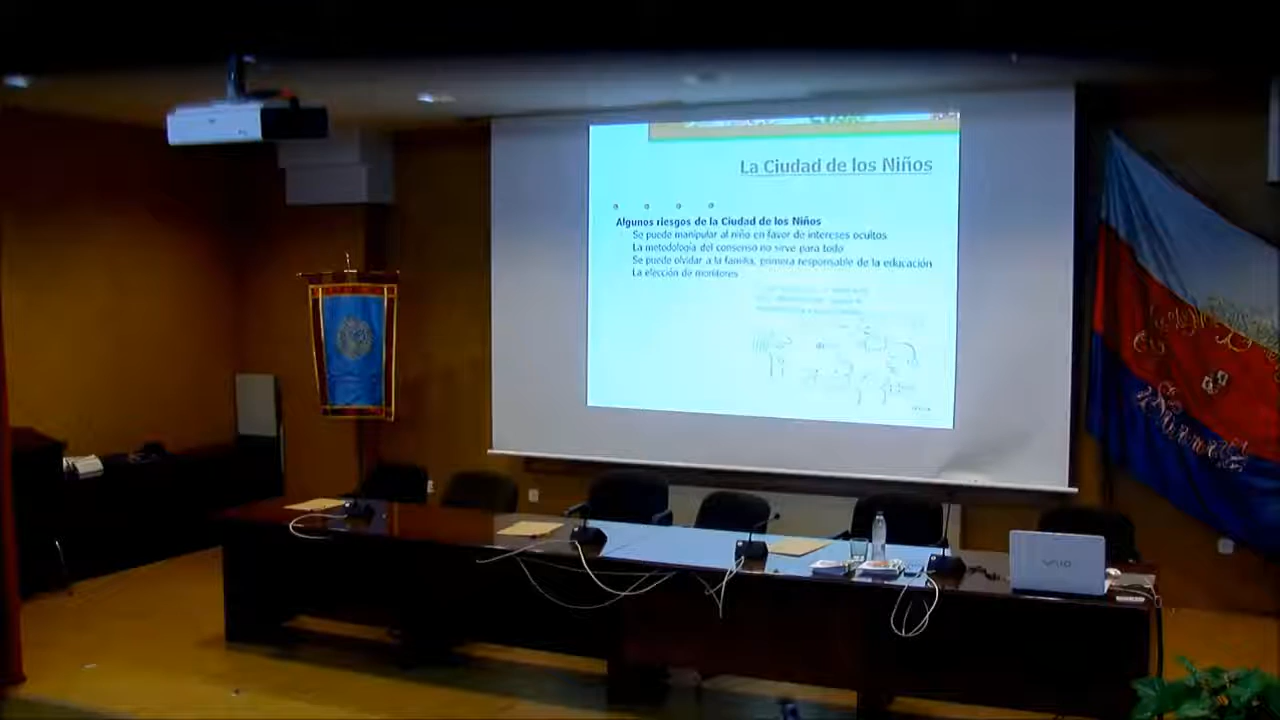 La Ciudad de los Niños
Algunos riesgos de la Ciudad de los Niños
Se puede manipular al niño en favor de intereses ocultos
La metodología del consenso no sirve para todo
Se puede olvidar a la familia, primera responsable de la educación
La elección de monitores
VAIO